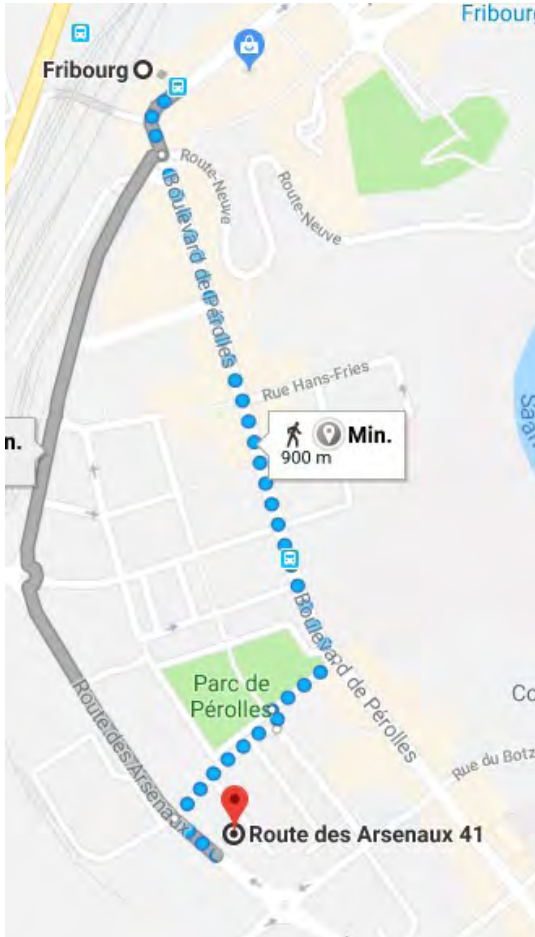 Fribourg
Fribourg
Route-Neuve
Route-Neuve
Boulevard de Pérolles
Rue Hans-Fries
n.
Min.
900 m
Boulevard de Pérolles
Parc de
Pérolles
Route des Arsenaux
Rue du Botz
Co
Route des Arsenaux 41